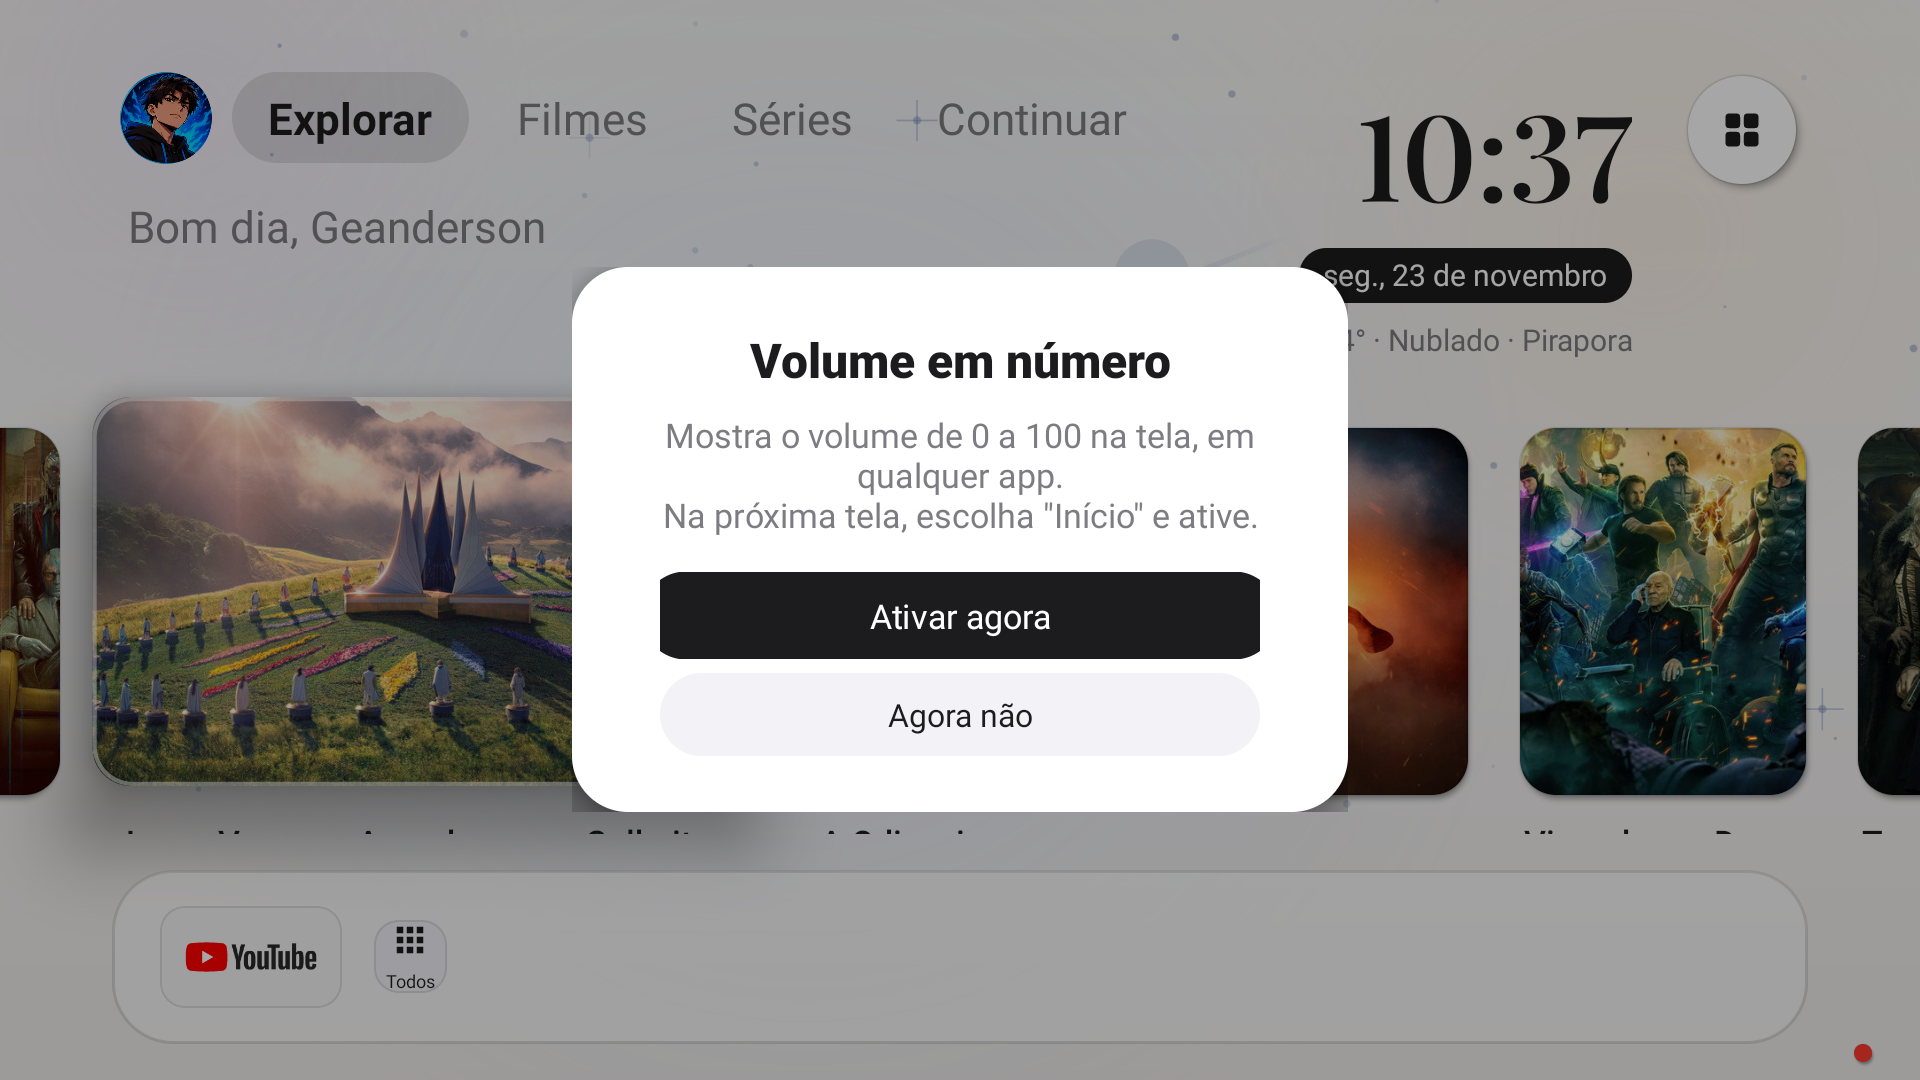 Explorar
Filmes
Séries
Continuar
10:37
Bom dia, Geanderson
seg., 23 de novembro
4° · Nublado · Pirapora
Volume em número
Mostra o volume de 0 a 100 na tela, em
qualquer app.
Na próxima tela, escolha "Início" e ative.
Ativar agora
Agora não
YouTube
Todos